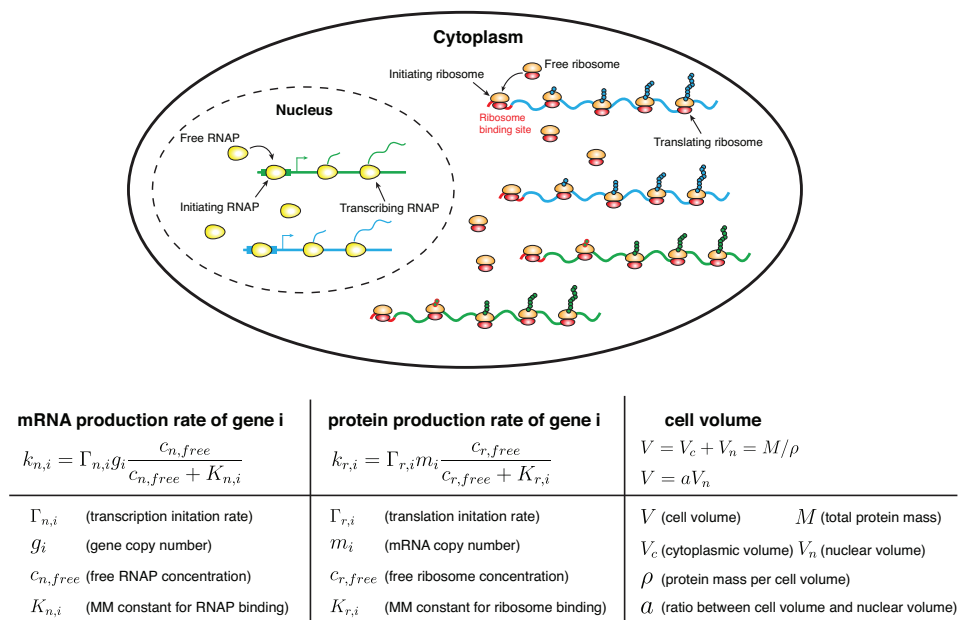 Cytoplasm
Free ribosome
Initiating ribosome
Ribosome
binding site
Translating ribosome
Nucleus
Free RNAP
Initiating RNAP
Transcribing RNAP
mRNA production rate of gene i
k_{n,i} = Γ_{n,i} g_i \frac{c_{n,free}}{c_{n,free} + K_{n,i}}
Γ_{n,i} (transcription initation rate)
g_i (gene copy number)
c_{n,free} (free RNAP concentration)
K_{n,i} (MM constant for RNAP binding)
protein production rate of gene i
k_{r,i} = Γ_{r,i} m_i \frac{c_{r,free}}{c_{r,free} + K_{r,i}}
Γ_{r,i} (translation initation rate)
m_i (mRNA copy number)
c_{r,free} (free ribosome concentration)
K_{r,i} (MM constant for ribosome binding)
cell volume
V = V_c + V_n = M/ρ
V = aV_n
V (cell volume) M (total protein mass)
V_c (cytoplasmic volume) V_n (nuclear volume)
ρ (protein mass per cell volume)
a (ratio between cell volume and nuclear volume)